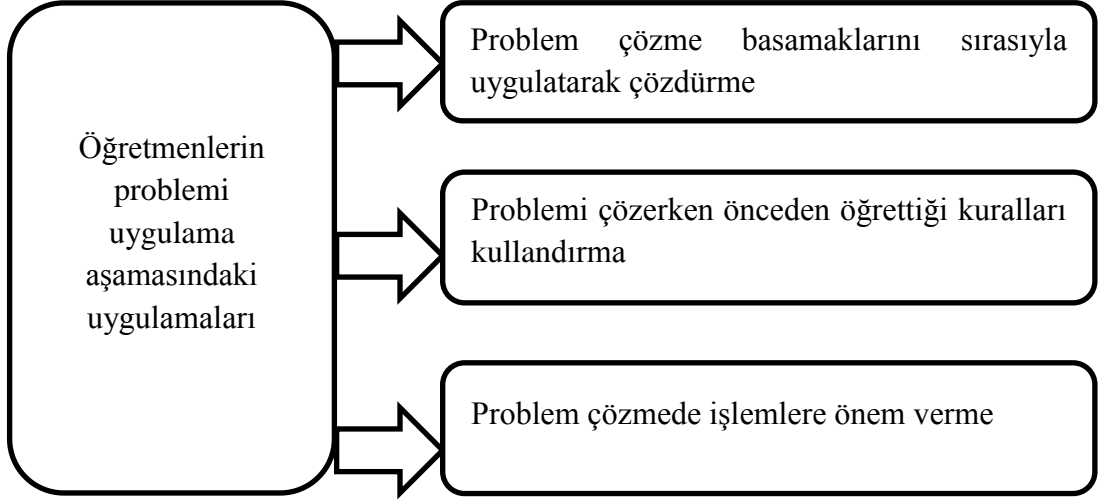 Öğretmenlerin
problemi
uygulama
aşamasındaki
uygulamaları
Problem çözme basamaklarını sırasıyla
uygulatarak çözdürme
Problemi çözerken önceden öğrettiği kuralları
kullandırma
Problem çözmede işlemlere önem verme